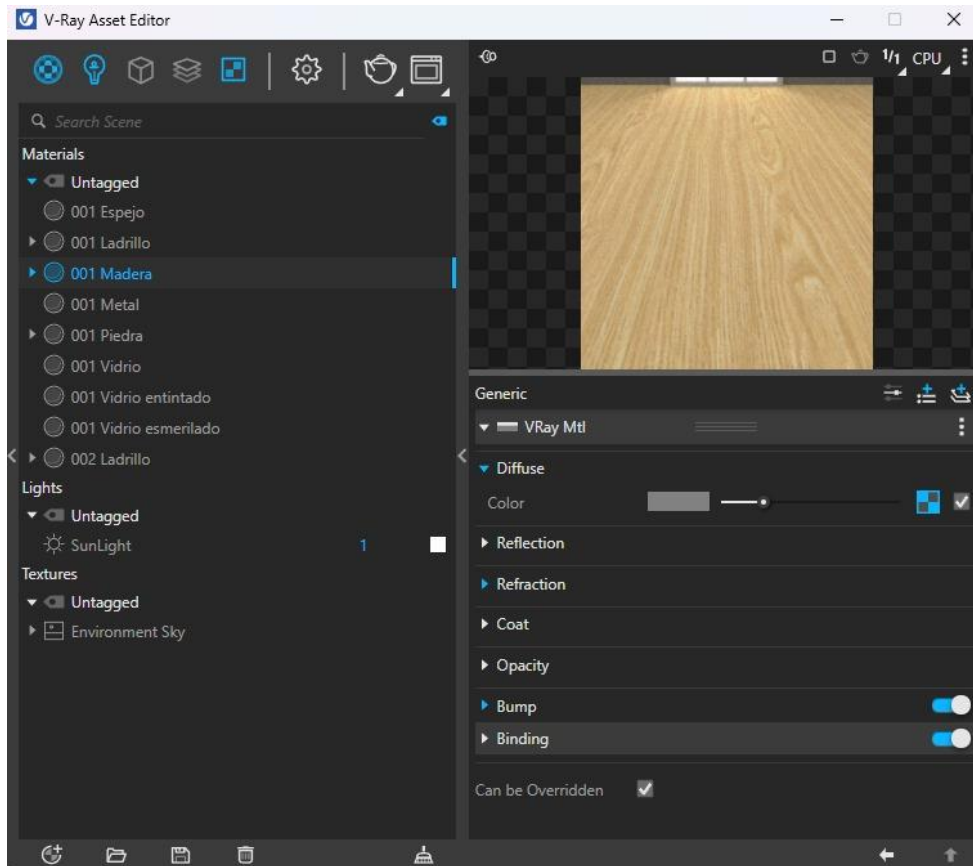 V-Ray Asset Editor
1/1 CPU
Search Scene
Materials
Untagged
001 Espejo
001 Ladrillo
001 Madera
001 Metal
001 Piedra
001 Vidrio
001 Vidrio entintado
001 Vidrio esmerilado
002 Ladrillo
Lights
Untagged
SunLight 1
Textures
Untagged
Environment Sky
Generic
VRay Mtl
Diffuse
Color
Reflection
Refraction
Coat
Opacity
Bump
Binding
Can be Overridden